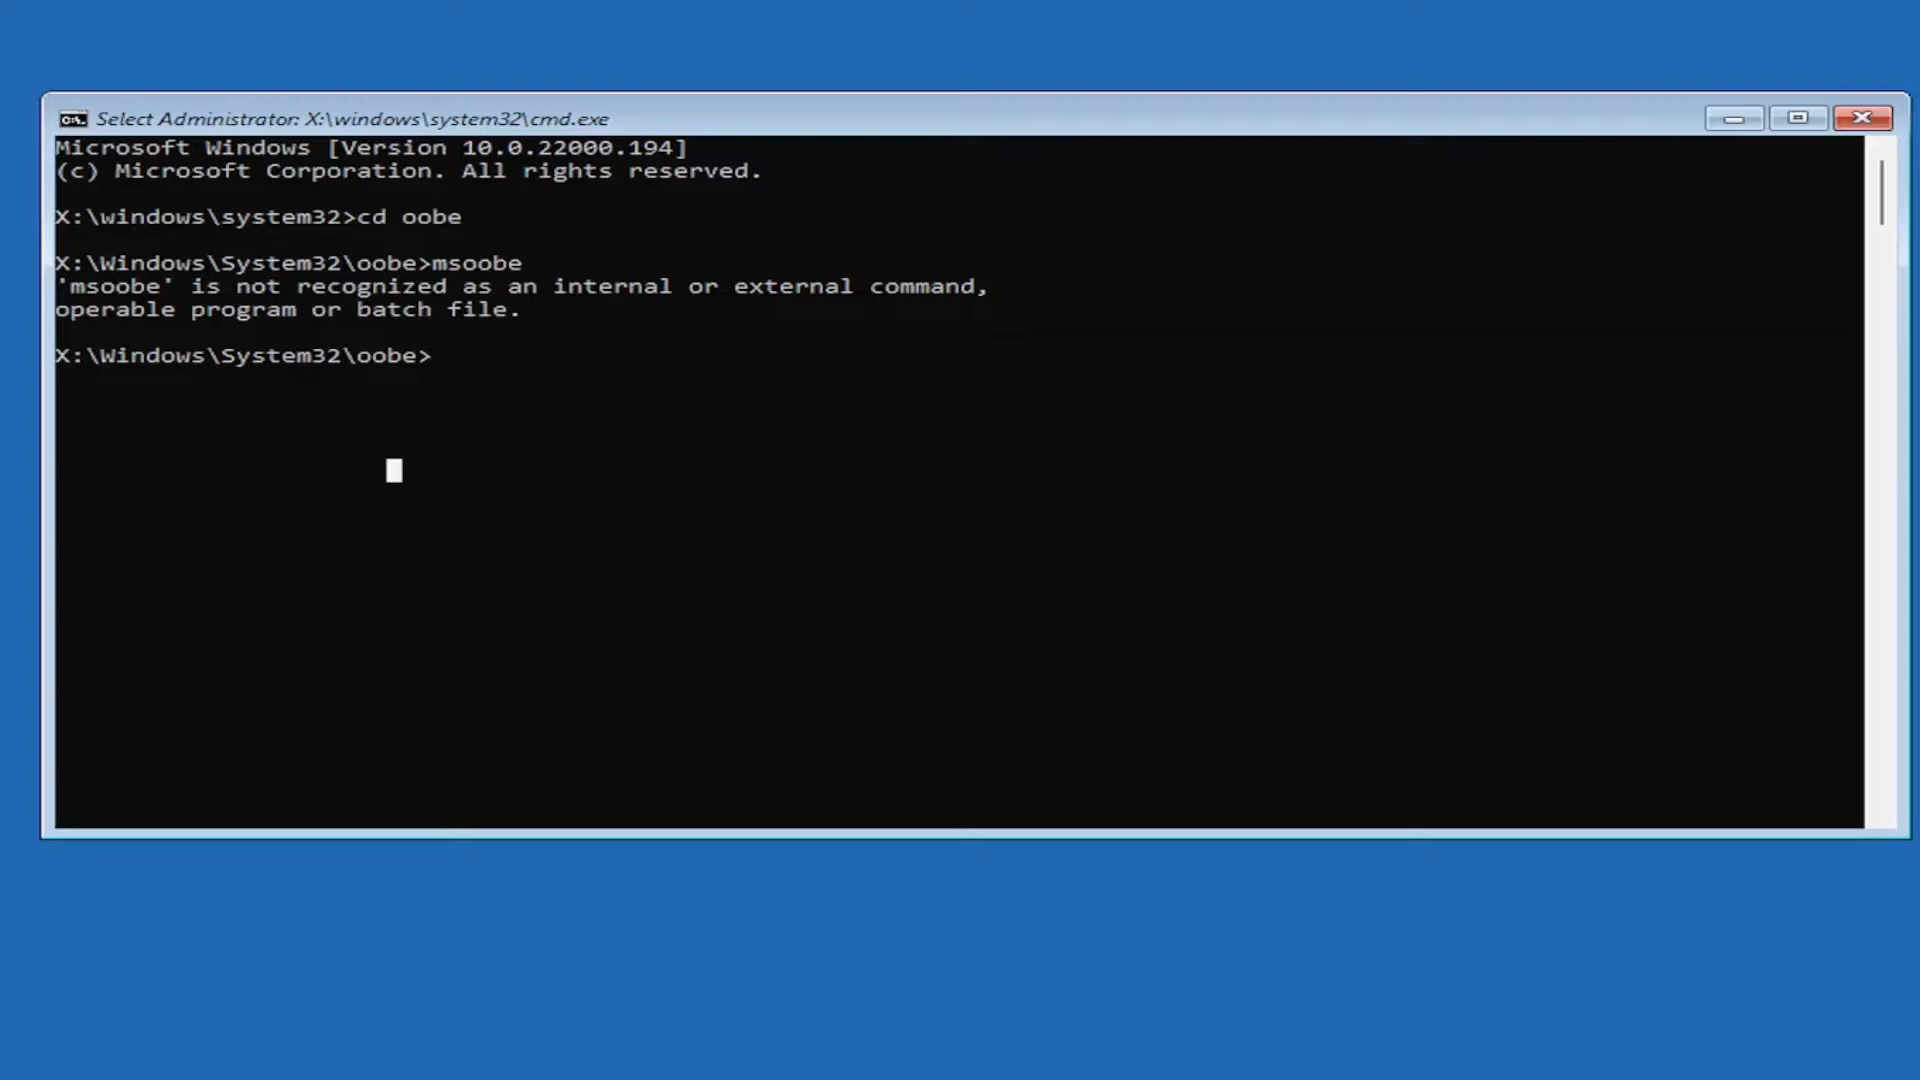 Select Administrator: X:\windows\system32\cmd.exe
Microsoft Windows [Version 10.0.22000.194]
(c) Microsoft Corporation. All rights reserved.
X:\windows\system32>cd oobe
X:\Windows\System32\oobe>msoobe
'msoobe' is not recognized as an internal or external command,
operable program or batch file.
X:\Windows\System32\oobe>